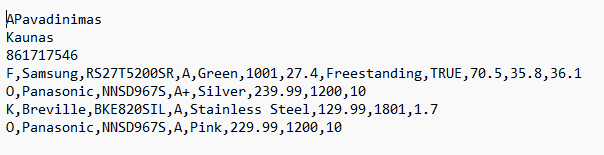 APavadinimas
Kaunas
861717546
F,Samsung,RS27T5200SR,A,Green,1001,27.4,Freestanding,TRUE,70.5,35.8,36.1
O,Panasonic,NNSD967S,A+,Silver,239.99,1200,10
K,Breville,BKE820SIL,A,Stainless Steel,129.99,1801,1.7
O,Panasonic,NNSD967S,A,Pink,229.99,1200,10